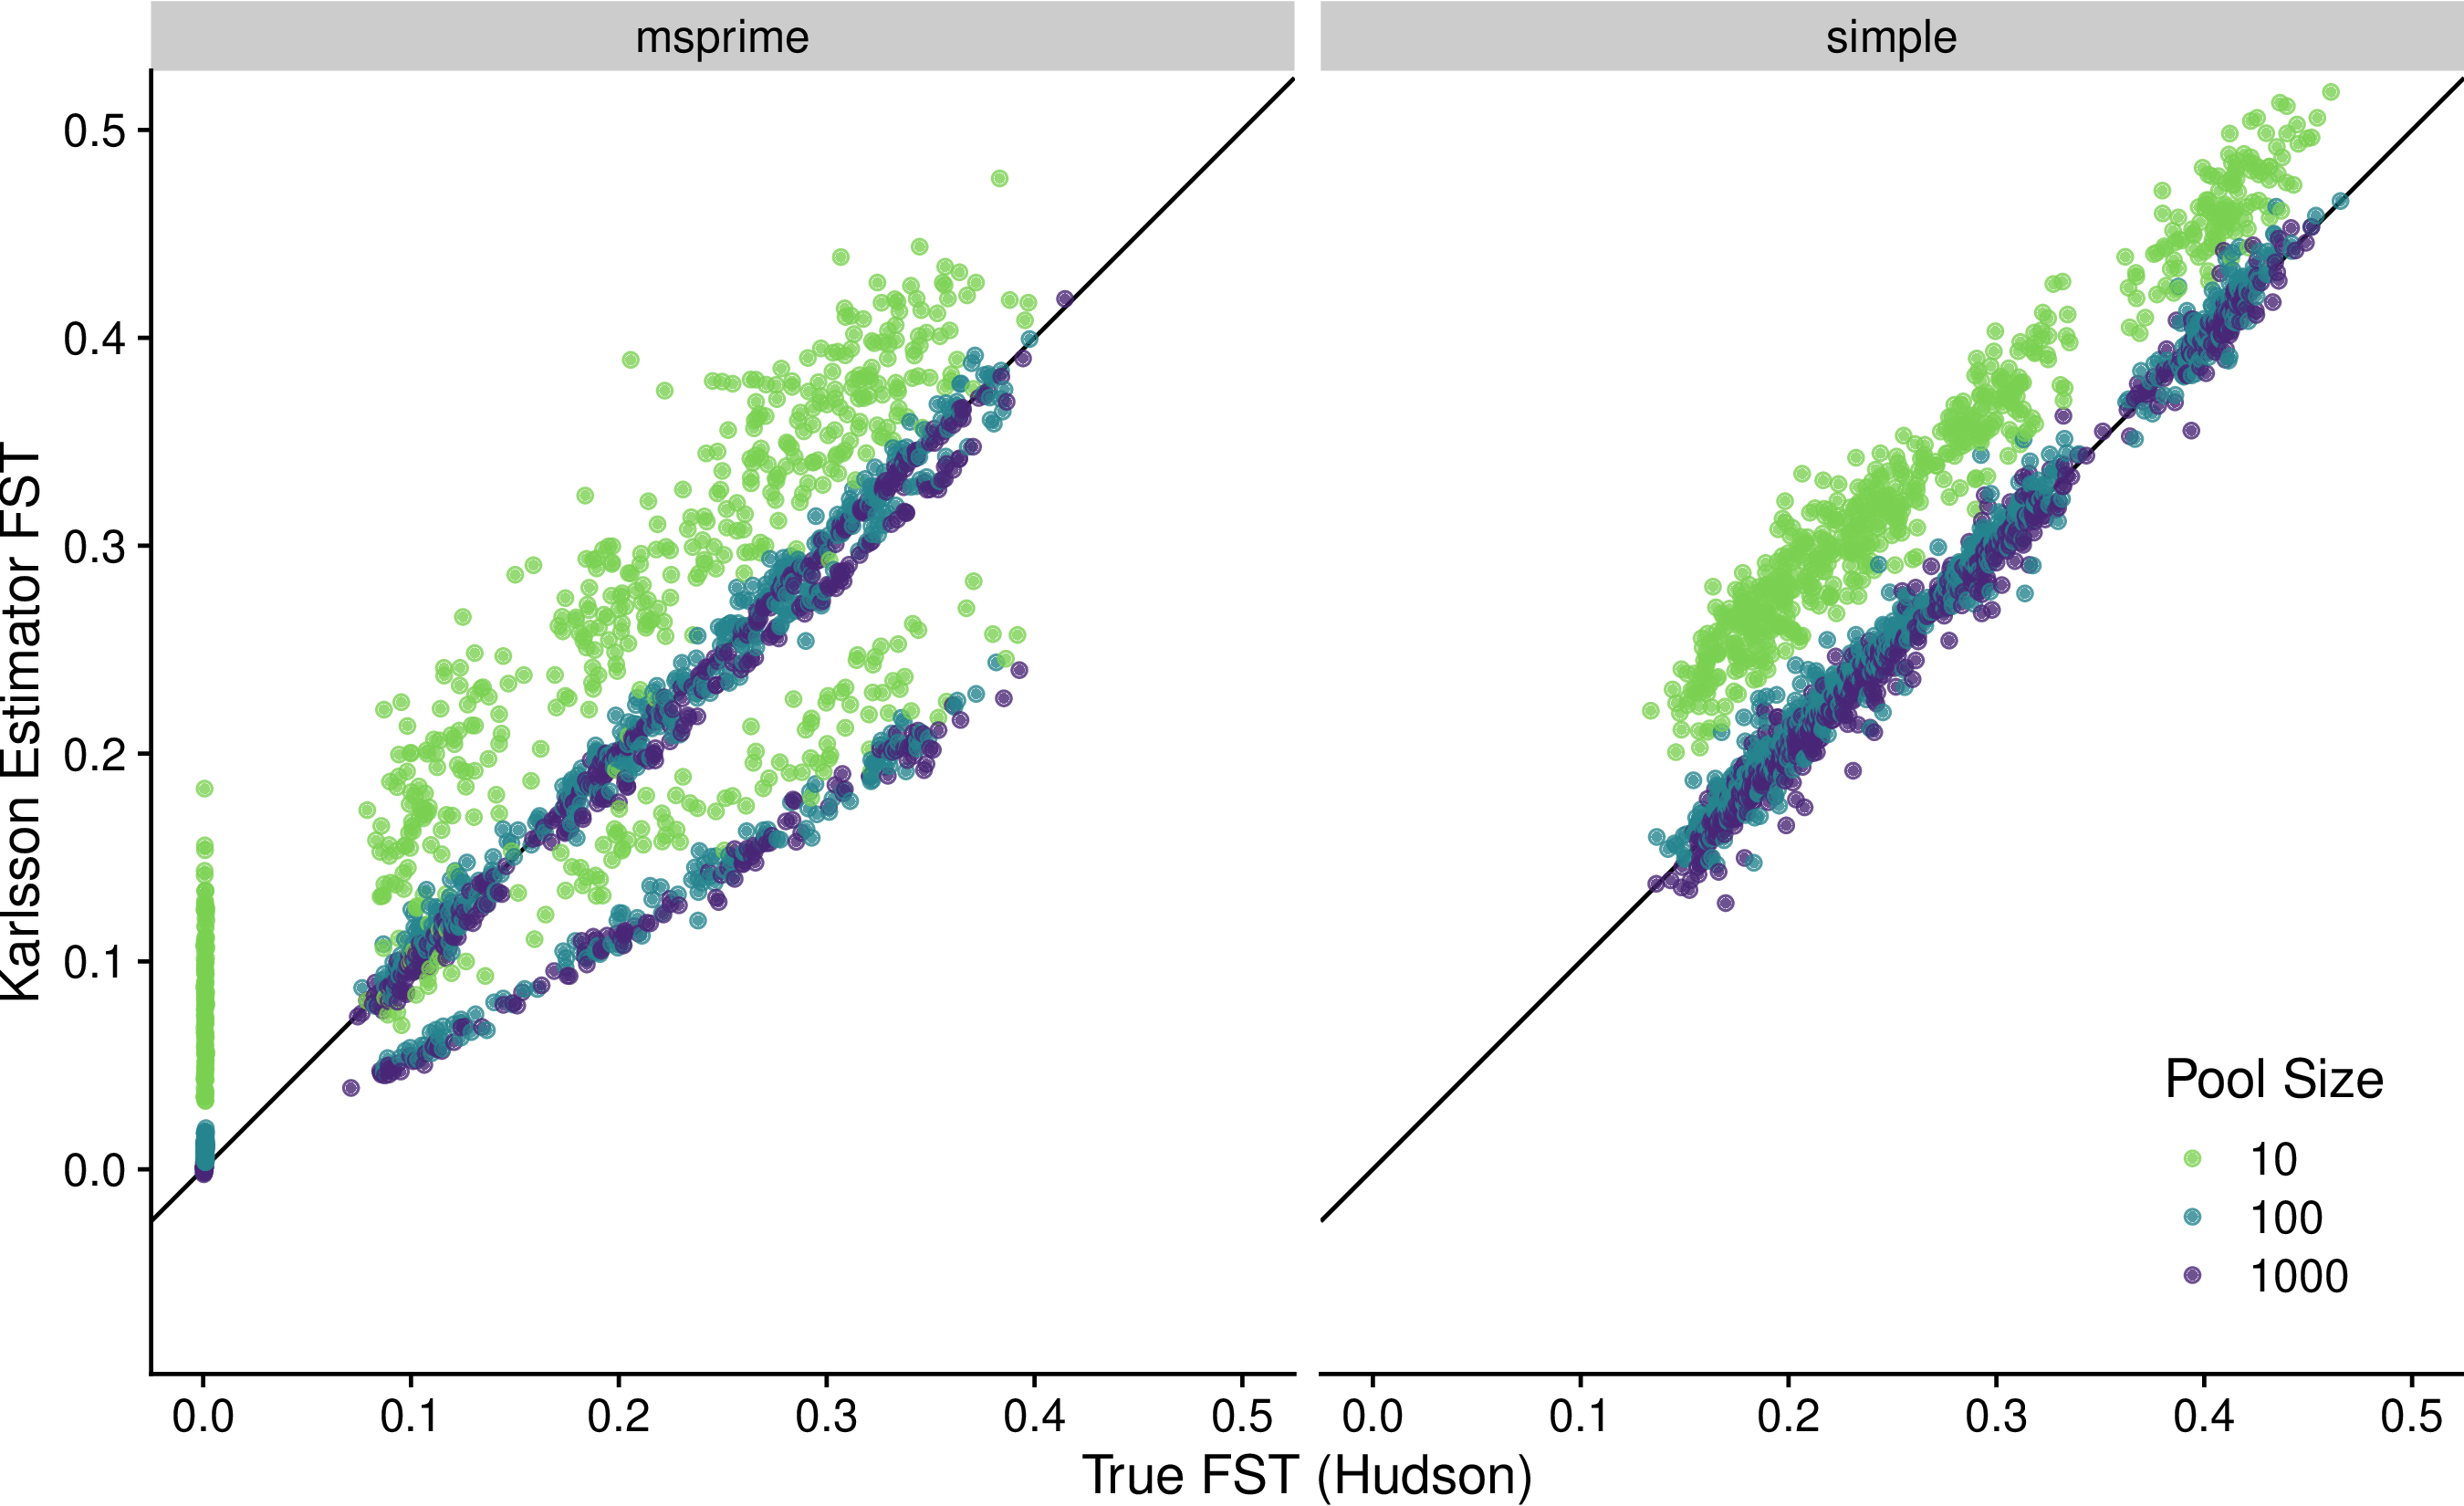 msprime
simple
Karlsson Estimator FST
0.5
0.4
0.3
0.2
0.1
0.0
0.0 0.1 0.2 0.3 0.4 0.5
0.0 0.1 0.2 0.3 0.4 0.5
True FST (Hudson)
Pool Size
10
100
1000